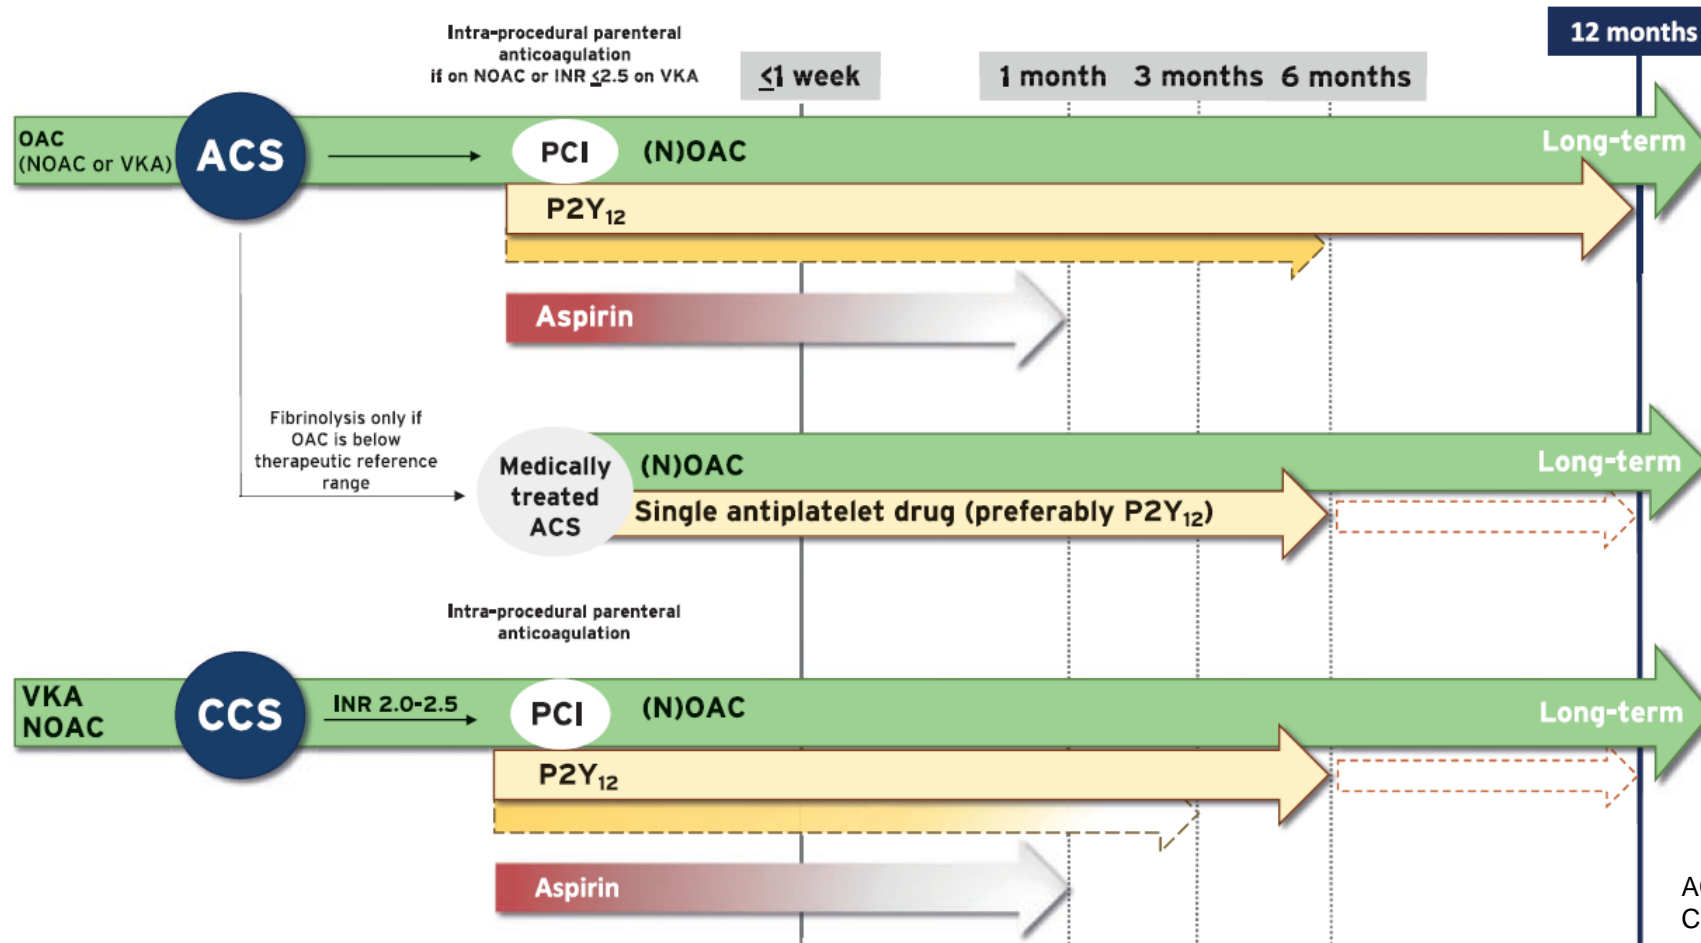 Intra-procedural parenteral
anticoagulation
if on NOAC or INR ≤2.5 on VKA
≤1 week
1 month
3 months
6 months
12 months
OAC
(NOAC or VKA)
ACS
PCI
(N)OAC
Long-term
P2Y₁₂
Aspirin
Fibrinolysis only if
OAC is below
therapeutic reference
range
Medically
treated
ACS
(N)OAC
Long-term
Single antiplatelet drug (preferably P2Y₁₂)
Intra-procedural parenteral
anticoagulation
VKA
NOAC
CCS
INR 2.0-2.5
PCI
(N)OAC
Long-term
P2Y₁₂
Aspirin